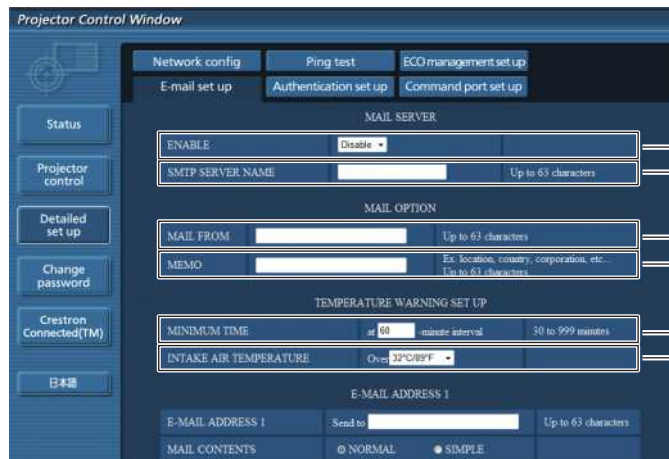 Projector Control Window
Network config Ping test ECO management set up
E-mail set up Authentication set up Command port set up
Status
Projector control
Detailed set up
Change password
Crestron Connected(TM)
日本語
MAIL SERVER
ENABLE Disable
SMTP SERVER NAME Up to 63 characters
MAIL OPTION
MAIL FROM Up to 63 characters
MEMO Ex. location, country, corporation, etc...
Up to 63 characters
TEMPERATURE WARNING SET UP
MINIMUM TIME at 60 -minute interval 30 to 999 minutes
INTAKE AIR TEMPERATURE Over 32°C/89°F
E-MAIL ADDRESS 1
E-MAIL ADDRESS 1 Send to Up to 63 characters
MAIL CONTENTS NORMAL SIMPLE